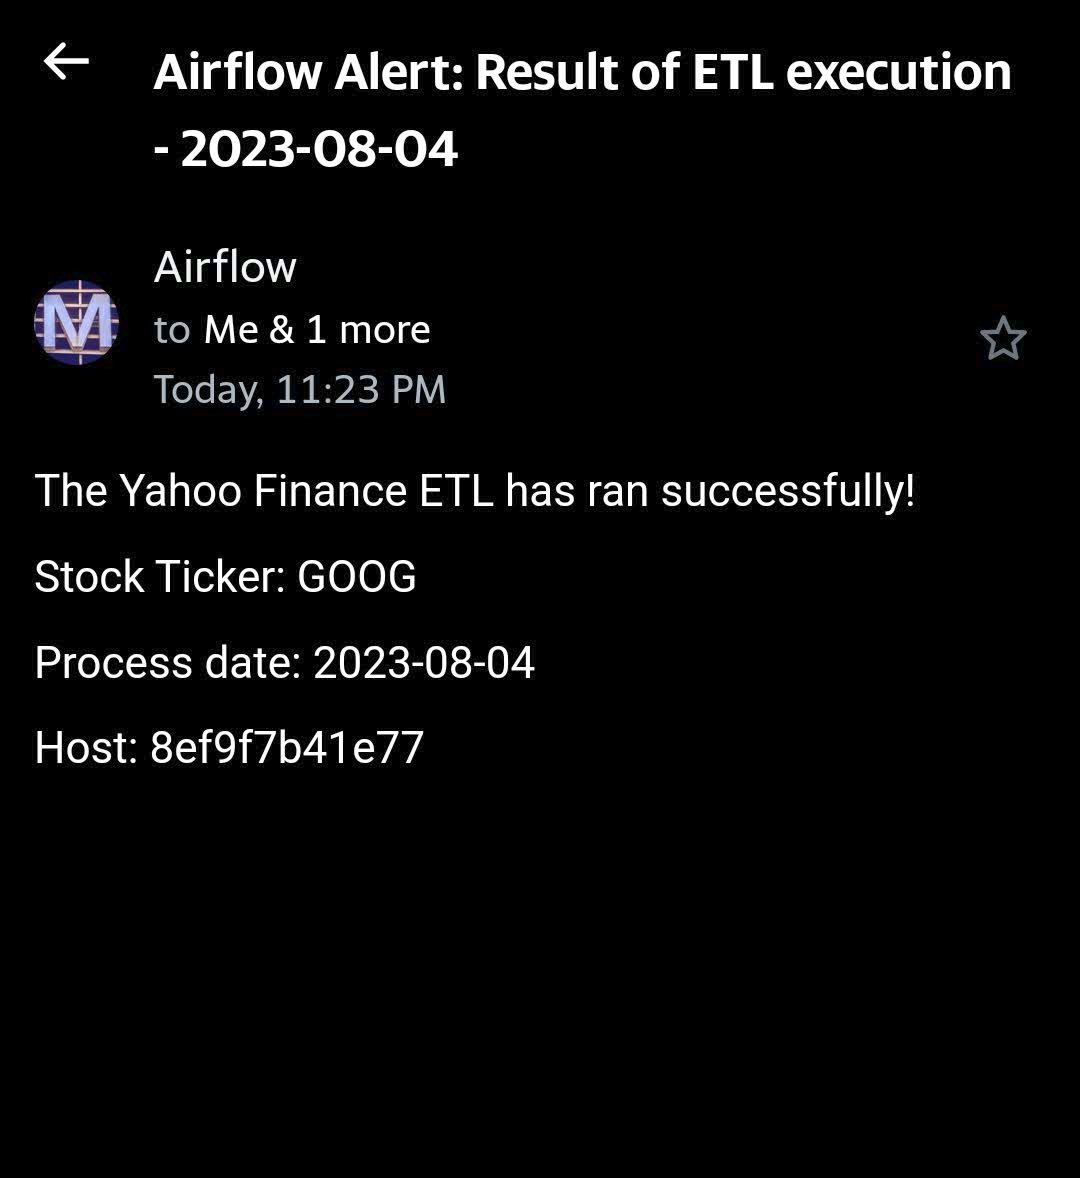 Airflow Alert: Result of ETL execution
- 2023-08-04
Airflow
M
to Me & 1 more
Today, 11:23 PM
The Yahoo Finance ETL has ran successfully!
Stock Ticker: GOOG
Process date: 2023-08-04
Host: 8ef9f7b41e77